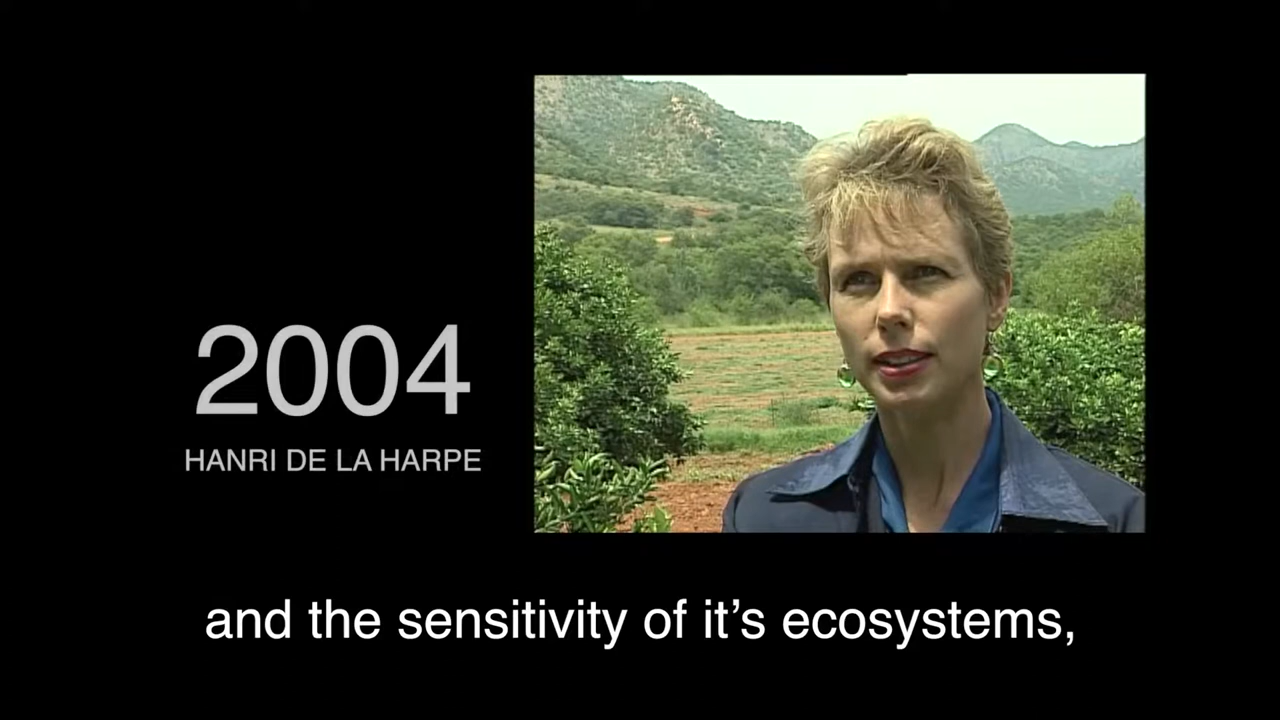 2004
HANRI DE LA HARPE
and the sensitivity of it’s ecosystems,